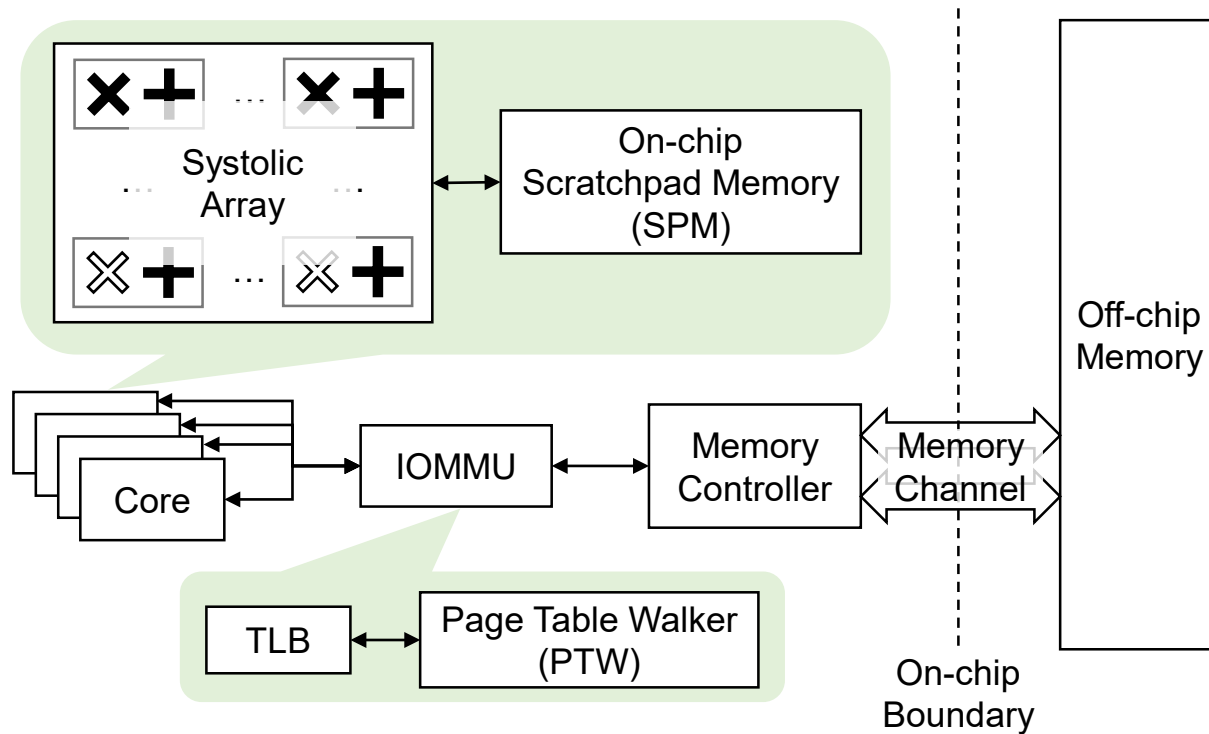 ...
Systolic
Array
... ...
...
On-chip
Scratchpad Memory
(SPM)
Off-chip
Memory
Core
IOMMU
Memory
Controller
Memory
Channel
TLB
Page Table Walker
(PTW)
On-chip
Boundary